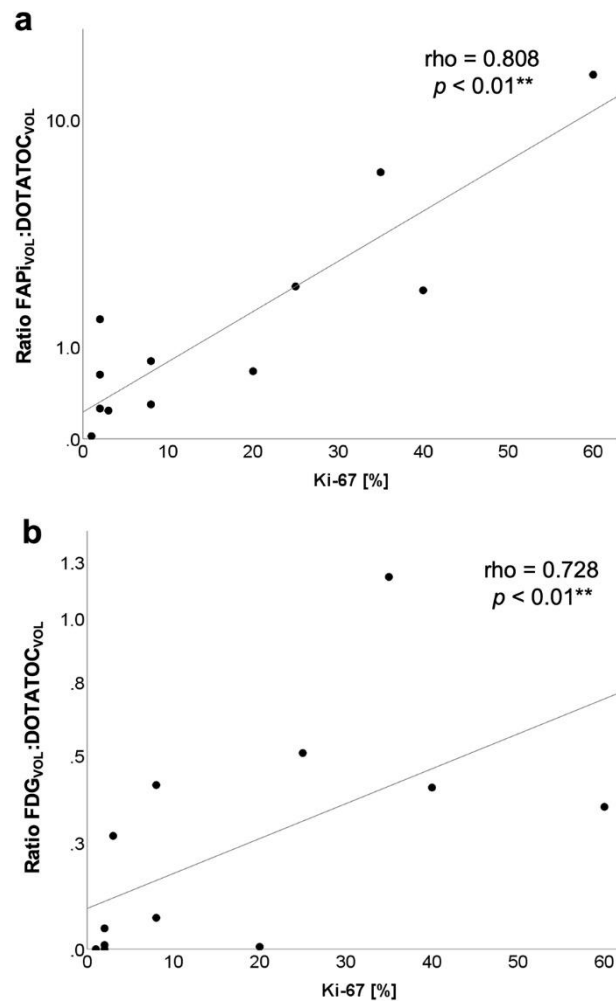 a
rho = 0.808
p < 0.01**
Ratio FAPiVOL:DOTATOCVOL
10.0
1.0
.0
0 10 20 30 40 50 60
Ki-67 [%]
b
rho = 0.728
p < 0.01**
Ratio FDGVOL:DOTATOCVOL
1.3
1.0
.8
.5
.3
.0
0 10 20 30 40 50 60
Ki-67 [%]